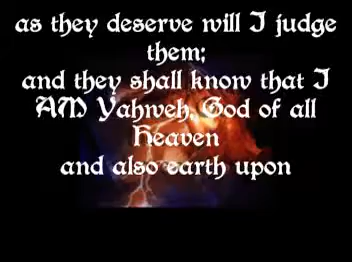 as they deserve will I judge
them;
and they shall know that I
AM Yahweh, God of all
Heaven
and also earth upon